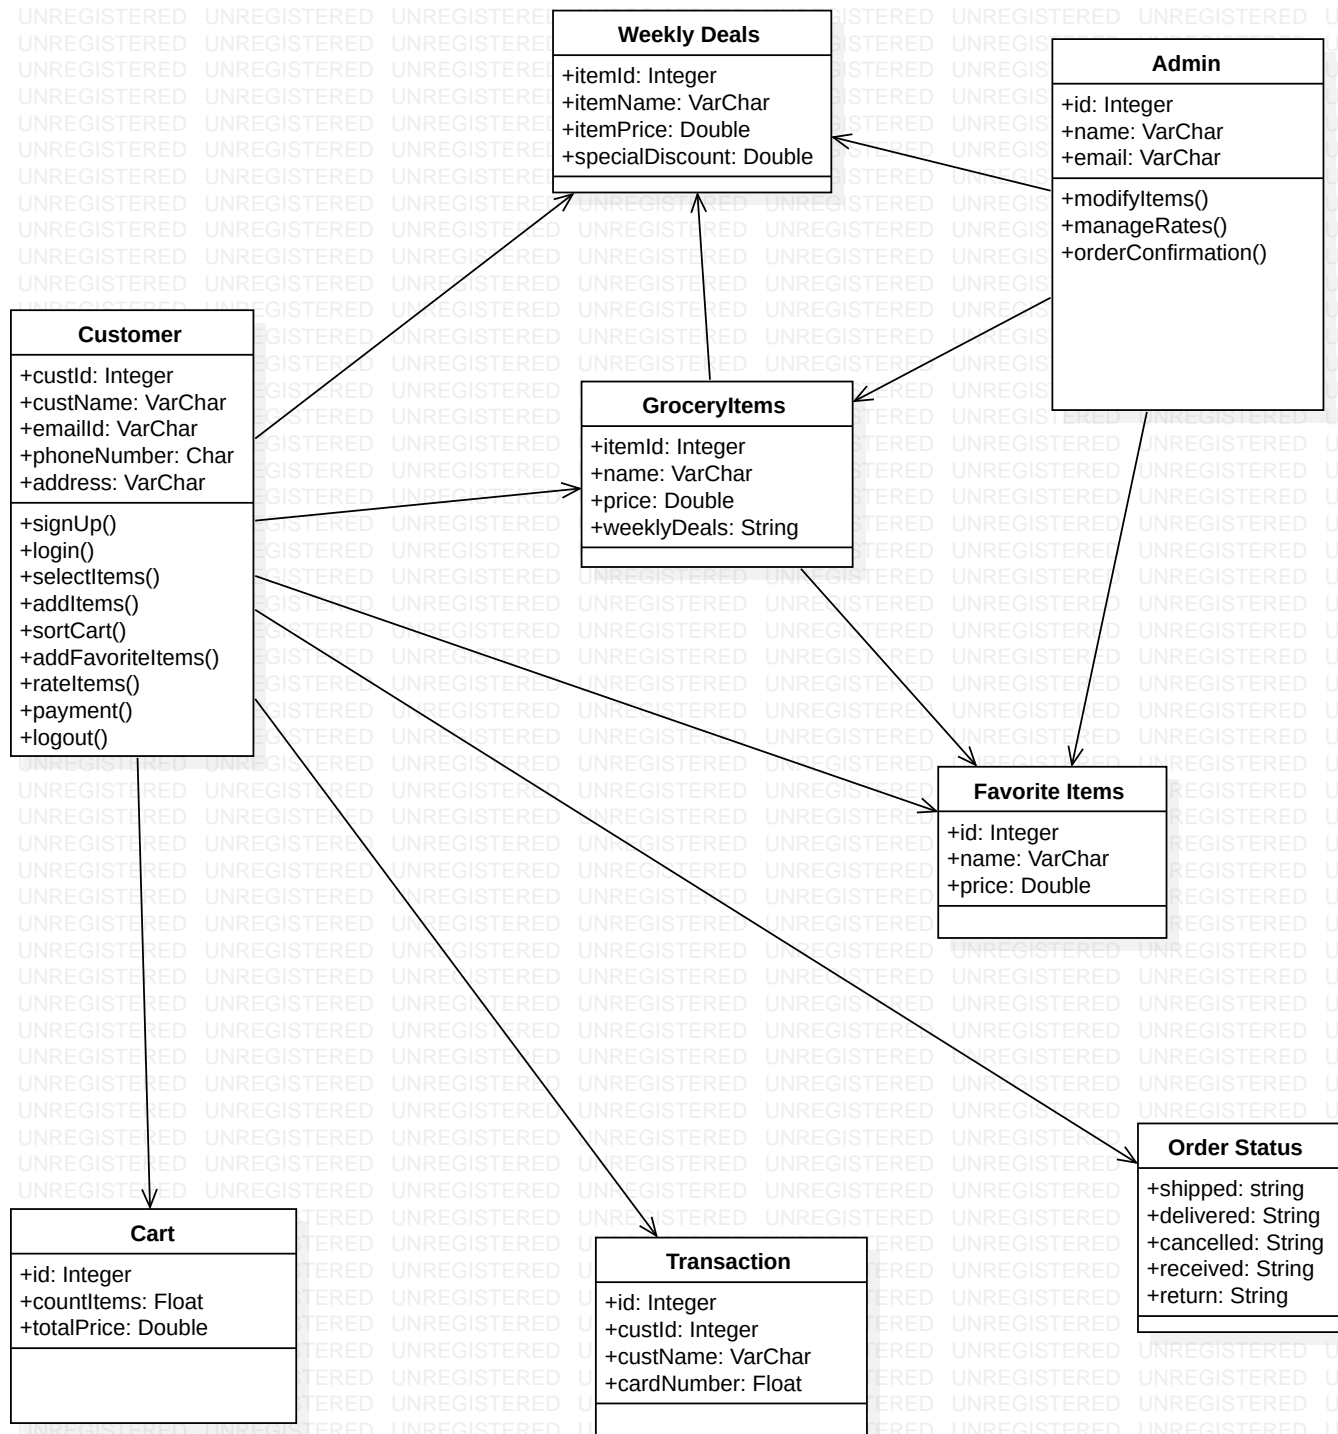 Weekly Deals
+itemId: Integer
+itemName: VarChar
+itemPrice: Double
+specialDiscount: Double
Admin
+id: Integer
+name: VarChar
+email: VarChar
+modifyItems()
+manageRates()
+orderConfirmation()
Customer
+custId: Integer
+custName: VarChar
+emailId: VarChar
+phoneNumber: Char
+address: VarChar
+signUp()
+login()
+selectItems()
+addItems()
+sortCart()
+addFavoriteItems()
+rateItems()
+payment()
+logout()
GroceryItems
+itemId: Integer
+name: VarChar
+price: Double
+weeklyDeals: String
Favorite Items
+id: Integer
+name: VarChar
+price: Double
Order Status
+shipped: string
+delivered: String
+cancelled: String
+received: String
+return: String
Cart
+id: Integer
+countItems: Float
+totalPrice: Double
Transaction
+id: Integer
+custId: Integer
+custName: VarChar
+cardNumber: Float
UNREGISTERED